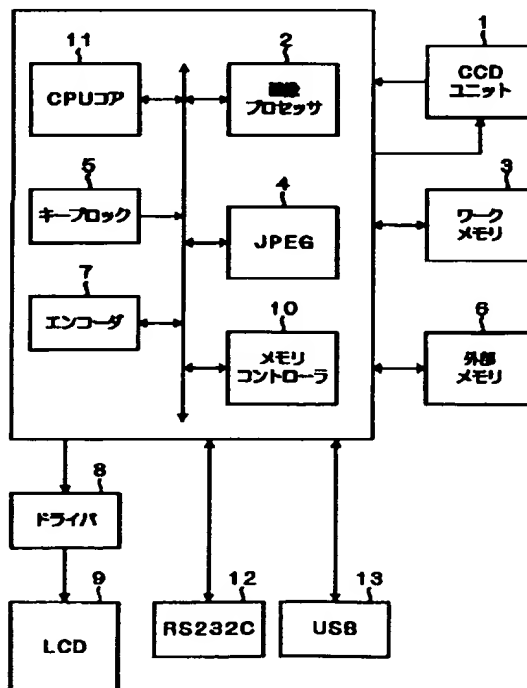 11
CPUコア
2
プロセッサ
1
CCD
ユニット
5
キーブロック
4
JPEG
3
ワーク
メモリ
7
エンコーダ
10
メモリ
コントローラ
6
外部
メモリ
8
ドライバ
9
LCD
12
RS232C
13
USB